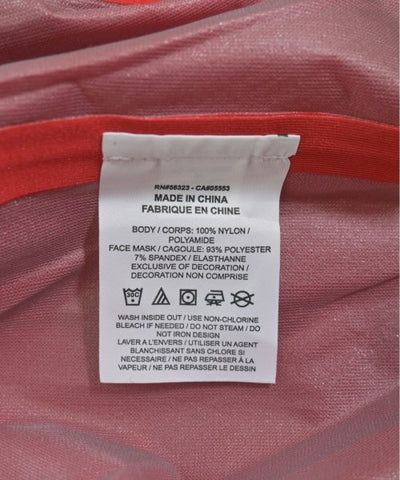 RN#56323 - CA#05553
MADE IN CHINA
FABRIQUE EN CHINE
BODY / CORPS: 100% NYLON /
POLYAMIDE
FACE MASK / CAGOULE: 93% POLYESTER
7% SPANDEX / ELASTHANNE
EXCLUSIVE OF DECORATION /
DECORATION NON COMPRISE
30C
WASH INSIDE OUT / USE NON-CHLORINE
BLEACH IF NEEDED / DO NOT STEAM / DO
NOT IRON DESIGN
LAVER A L'ENVERS / UTILISER UN AGENT
BLANCHISSANT SANS CHLORE SI
NECESSAIRE / NE PAS REPASSER À LA
VAPEUR / NE PAS REPASSER LE DESSIN